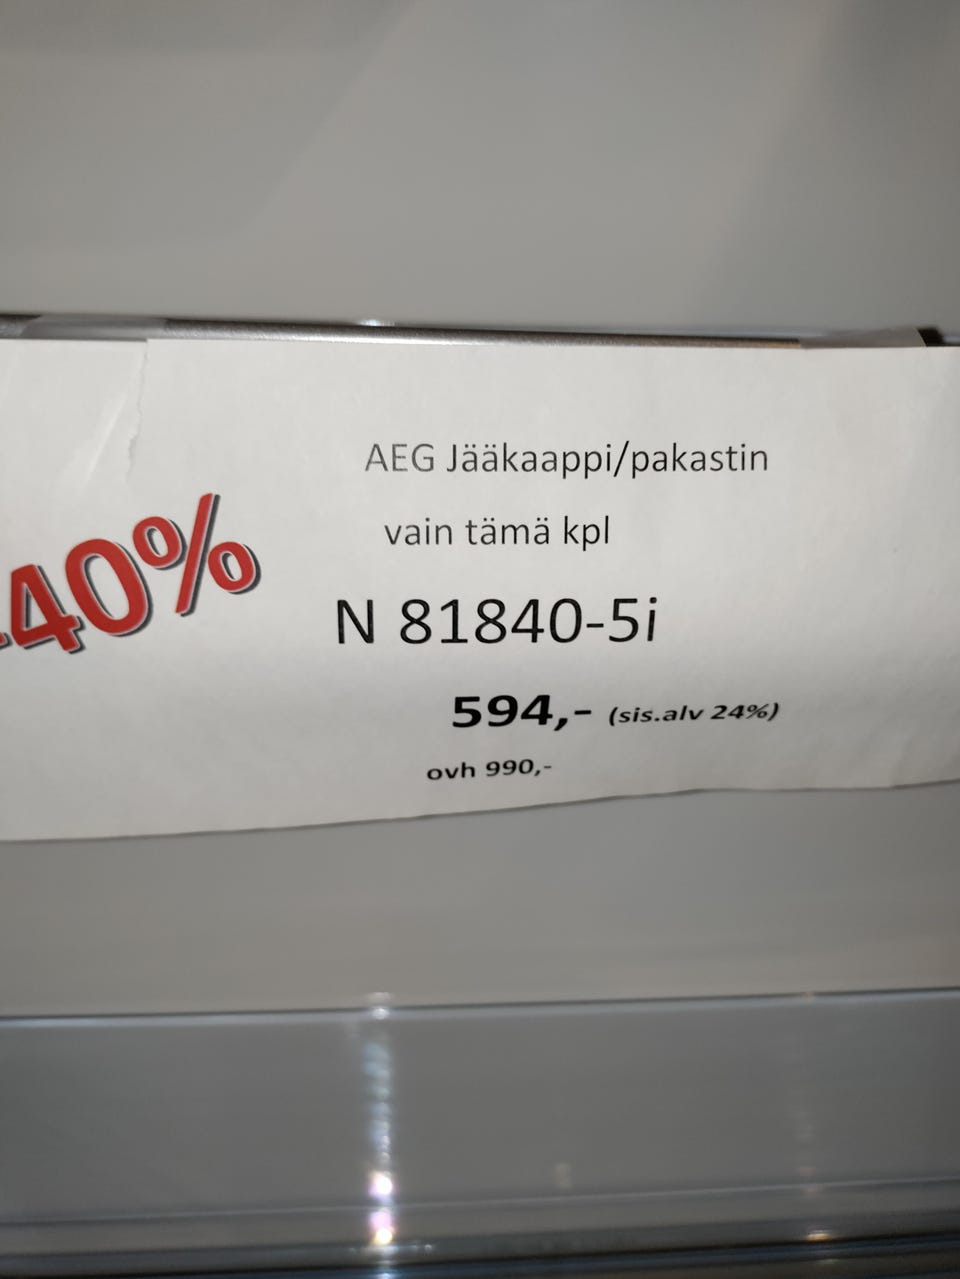 AEG Jääkaappi/pakastin
vain tämä kpl
-40%
N 81840-5i
594,- (sis.alv 24%)
ovh 990,-